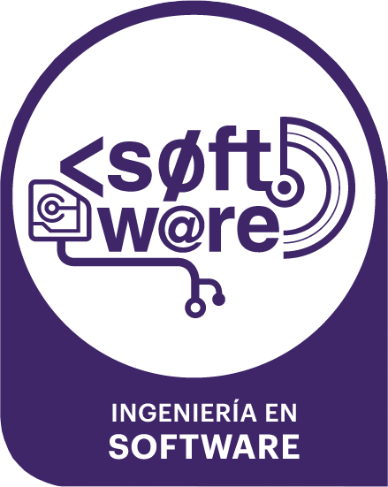 <søft
w@re
INGENIERÍA EN
SOFTWARE